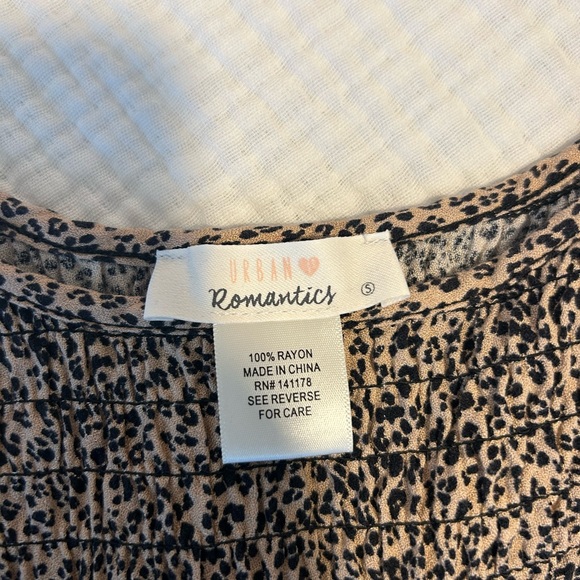 URBAN
Romantics
S
100% RAYON
MADE IN CHINA
RN# 141178
SEE REVERSE
FOR CARE